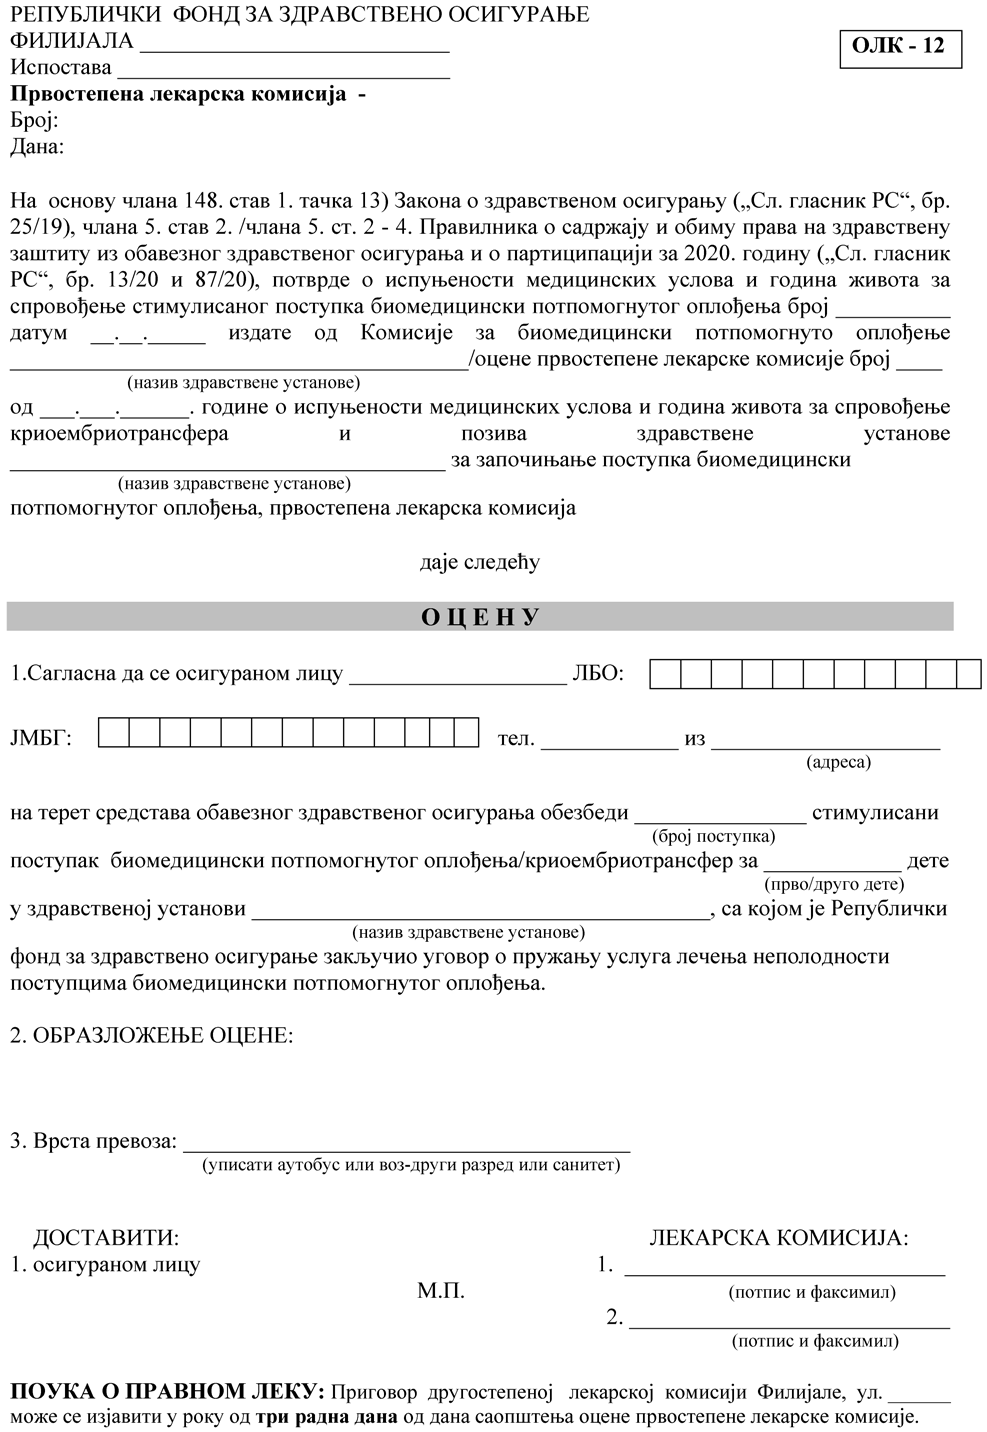 РЕПУБЛИЧКИ ФОНД ЗА ЗДРАВСТВЕНО ОСИГУРАЊЕ
ФИЛИЈАЛА ___________________________
ОЛК - 12
Испостава _____________________________
Првостепена лекарска комисија -
Број:
Дана:
На основу члана 148. став 1. тачка 13) Закона о здравственом осигурању („Сл. гласник РС“, бр.
25/19), члана 5. став 2. /члана 5. ст. 2 - 4. Правилника о садржају и обиму права на здравствену
заштиту из обавезног здравственог осигурања и о партиципацији за 2020. годину („Сл. гласник
РС“, бр. 13/20 и 87/20), потврде о испуњености медицинских услова и година живота за
спровођење стимулисаног поступка биомедицински потпомогнутог оплођења број __________
датум __.__._____ издате од Комисије за биомедицински потпомогнуто оплођење
________________________________________/оцене првостепене лекарске комисије број ____
(назив здравствене установе)
од ___.___.______. године о испуњености медицинских услова и година живота за спровођење
криоембриотрансфера и позива здравствене установе
______________________________________ за започињање поступка биомедицински
(назив здравствене установе)
потпомогнутог оплођења, првостепена лекарска комисија
даје следећу
О Ц Е Н У
1.Сагласна да се осигураном лицу ___________________ ЛБО:
ЈМБГ: тел. ____________ из ____________________
(адреса)
на терет средстава обавезног здравственог осигурања обезбеди _______________ стимулисани
(број поступка)
поступак биомедицински потпомогнутог оплођења/криоембриотрансфер за ____________ дете
(прво/друго дете)
у здравственој установи ________________________________________, са којом је Републички
(назив здравствене установе)
фонд за здравствено осигурање закључио уговор о пружању услуга лечења неполодности
поступцима биомедицински потпомогнутог оплођења.
2. ОБРАЗЛОЖЕЊЕ ОЦЕНЕ:
3. Врста превоза: _______________________________________
(уписати аутобус или воз-други разред или санитет)
ДОСТАВИТИ: ЛЕКАРСКА КОМИСИЈА:
1. осигураном лицу 1. ____________________________
М.П. (потпис и факсимил)
2. ____________________________
(потпис и факсимил)
ПОУКА О ПРАВНОМ ЛЕКУ: Приговор другостепеној лекарској комисији Филијале, ул. ______
може се изјавити у року од три радна дана од дана саопштења оцене првостепене лекарске комисије.